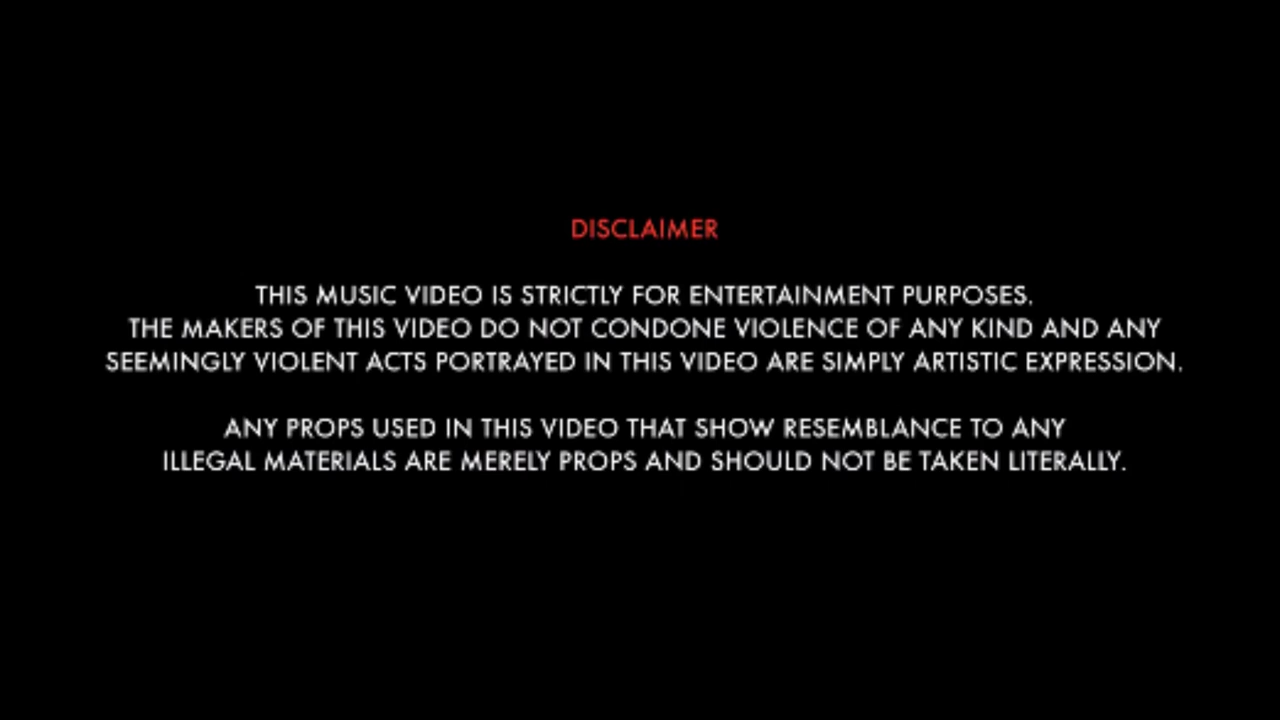 DISCLAIMER
THIS MUSIC VIDEO IS STRICTLY FOR ENTERTAINMENT PURPOSES.
THE MAKERS OF THIS VIDEO DO NOT CONDONE VIOLENCE OF ANY KIND AND ANY
SEEMINGLY VIOLENT ACTS PORTRAYED IN THIS VIDEO ARE SIMPLY ARTISTIC EXPRESSION.
ANY PROPS USED IN THIS VIDEO THAT SHOW RESEMBLANCE TO ANY
ILLEGAL MATERIALS ARE MERELY PROPS AND SHOULD NOT BE TAKEN LITERALLY.